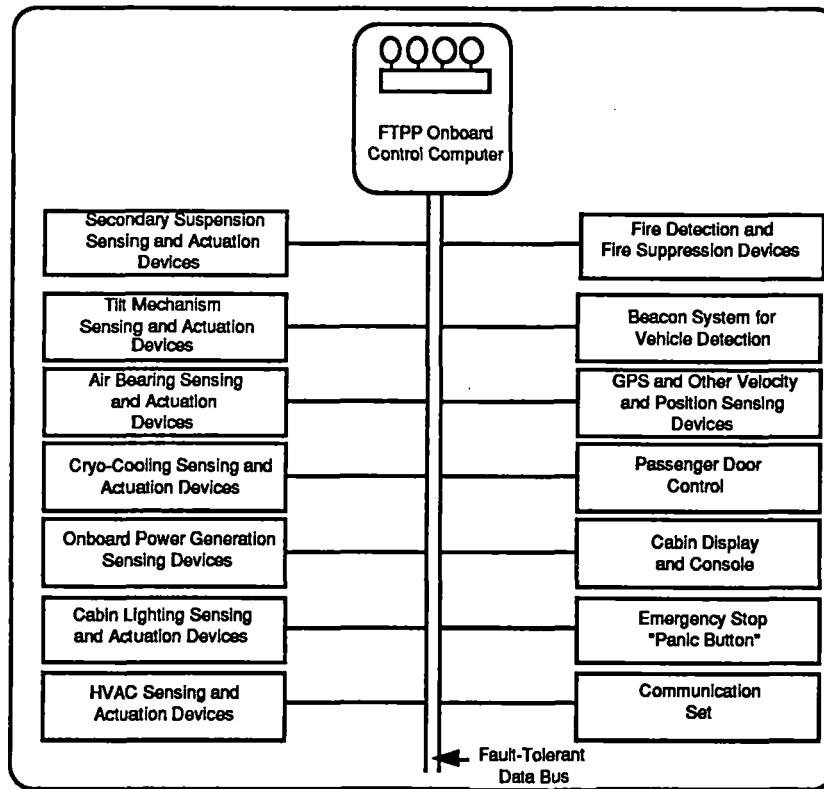 FTPP Onboard
Control Computer
Secondary Suspension
Sensing and Actuation
Devices
Tilt Mechanism
Sensing and Actuation
Devices
Air Bearing Sensing
and Actuation
Devices
Cryo-Cooling Sensing and
Actuation Devices
Onboard Power Generation
Sensing Devices
Cabin Lighting Sensing
and Actuation Devices
HVAC Sensing and
Actuation Devices
Fire Detection and
Fire Suppression Devices
Beacon System for
Vehicle Detection
GPS and Other Velocity
and Position Sensing
Devices
Passenger Door
Control
Cabin Display
and Console
Emergency Stop
"Panic Button"
Communication
Set
Fault-Tolerant
Data Bus